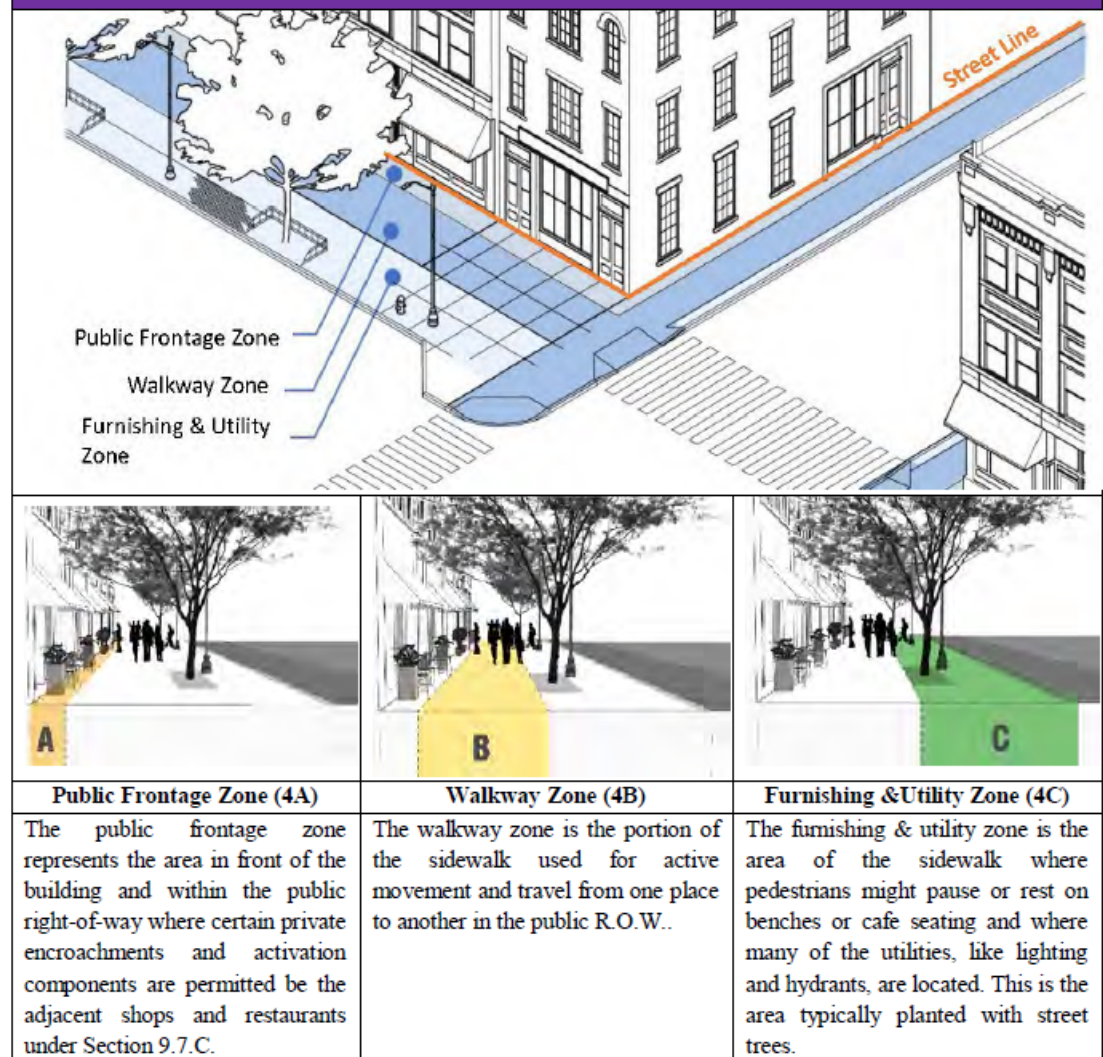 Street Line
Public Frontage Zone
Walkway Zone
Furnishing & Utility
Zone
A
B
C
Public Frontage Zone (4A)
The public frontage zone
represents the area in front of the
building and within the public
right-of-way where certain private
encroachments and activation
components are permitted be the
adjacent shops and restaurants
under Section 9.7.C.
Walkway Zone (4B)
The walkway zone is the portion of
the sidewalk used for active
movement and travel from one place
to another in the public R.O.W..
Furnishing &Utility Zone (4C)
The furnishing & utility zone is the
area of the sidewalk where
pedestrians might pause or rest on
benches or cafe seating and where
many of the utilities, like lighting
and hydrants, are located. This is the
area typically planted with street
trees.